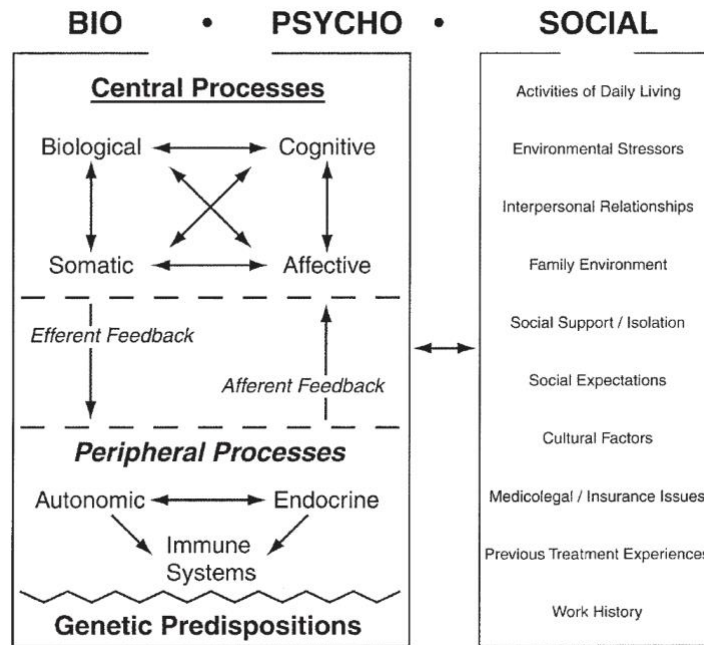 BIO • PSYCHO • SOCIAL
Central Processes
Biological Cognitive
Somatic Affective
Efferent Feedback
Afferent Feedback
Peripheral Processes
Autonomic Endocrine
Immune
Systems
Genetic Predispositions
Activities of Daily Living
Environmental Stressors
Interpersonal Relationships
Family Environment
Social Support / Isolation
Social Expectations
Cultural Factors
Medicolegal / Insurance Issues
Previous Treatment Experiences
Work History